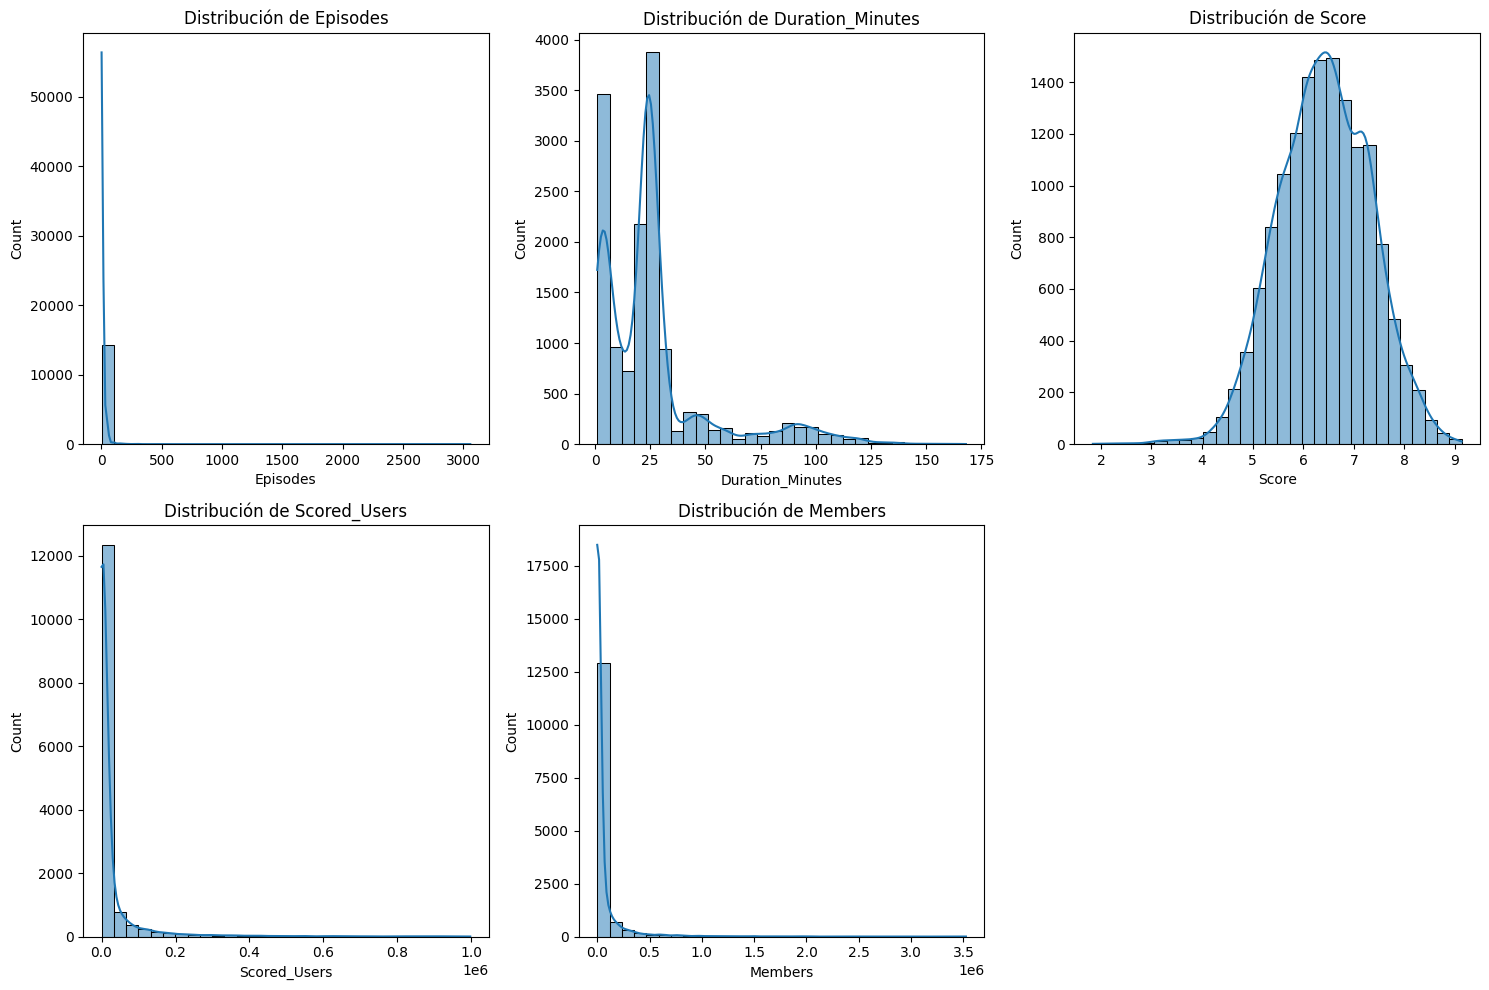 Distribución de Episodes
Count
50000
40000
30000
20000
10000
0
0 500 1000 1500 2000 2500 3000
Episodes
Distribución de Duration_Minutes
Count
4000
3500
3000
2500
2000
1500
1000
500
0
0 25 50 75 100 125 150 175
Duration_Minutes
Distribución de Score
Count
1400
1200
1000
800
600
400
200
0
2 3 4 5 6 7 8 9
Score
Distribución de Scored_Users
Count
12000
10000
8000
6000
4000
2000
0
0.0 0.2 0.4 0.6 0.8 1.0
1e6
Scored_Users
Distribución de Members
Count
17500
15000
12500
10000
7500
5000
2500
0
0.0 0.5 1.0 1.5 2.0 2.5 3.0 3.5
1e6
Members